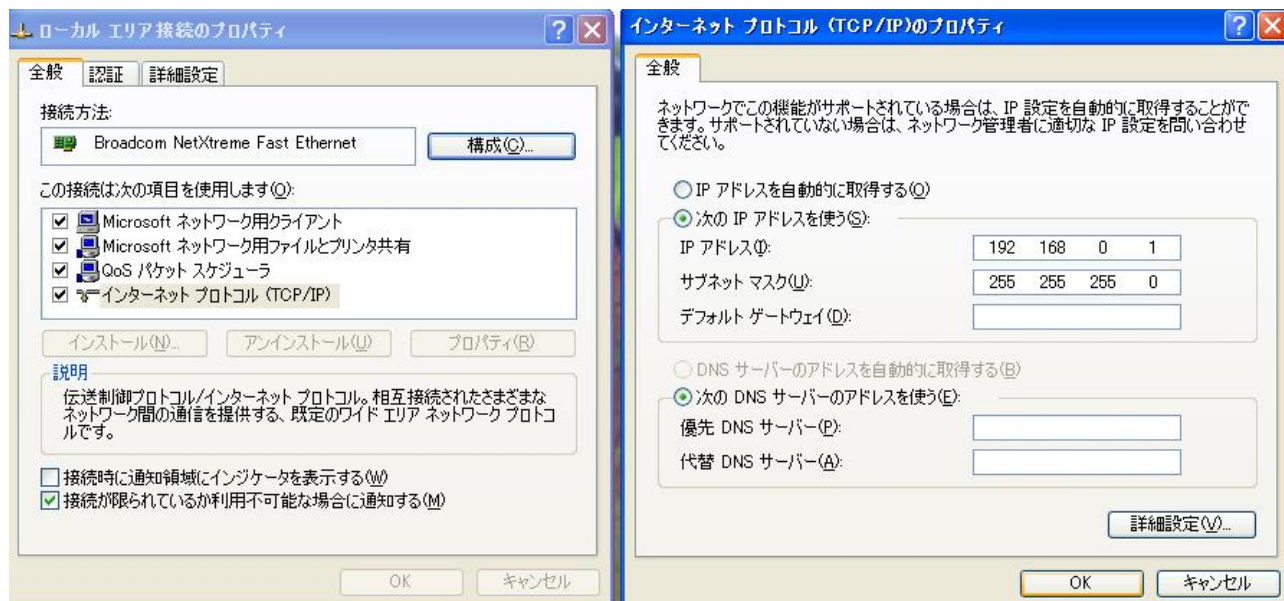 ローカル エリア接続のプロパティ
全般 認証 詳細設定
接続方法:
Broadcom NetXtreme Fast Ethernet 構成(C)...
この接続は次の項目を使用します(O):
Microsoft ネットワーク用クライアント
Microsoft ネットワーク用ファイルとプリンタ共有
QoS パケット スケジューラ
インターネット プロトコル (TCP/IP)
インストール(N)... アンインストール(U) プロパティ(R)
説明
伝送制御プロトコル/インターネット プロトコル。相互接続されたさまざまな
ネットワーク間の通信を提供する、既定のワイド エリア ネットワーク プロトコ
ルです。
接続時に通知領域にインジケータを表示する(W)
接続が限られているか利用不可能な場合に通知する(M)
OK キャンセル
インターネット プロトコル (TCP/IP)のプロパティ
全般
ネットワークでこの機能がサポートされている場合は、IP 設定を自動的に取得することがで
きます。サポートされていない場合は、ネットワーク管理者に適切な IP 設定を問い合わせ
てください。
IP アドレスを自動的に取得する(O)
次の IP アドレスを使う(S):
IP アドレス(I): 192 168 0 1
サブネット マスク(U): 255 255 255 0
デフォルト ゲートウェイ(D):
DNS サーバーのアドレスを自動的に取得する(B)
次の DNS サーバーのアドレスを使う(E):
優先 DNS サーバー(P):
代替 DNS サーバー(A):
詳細設定(V)...
OK キャンセル